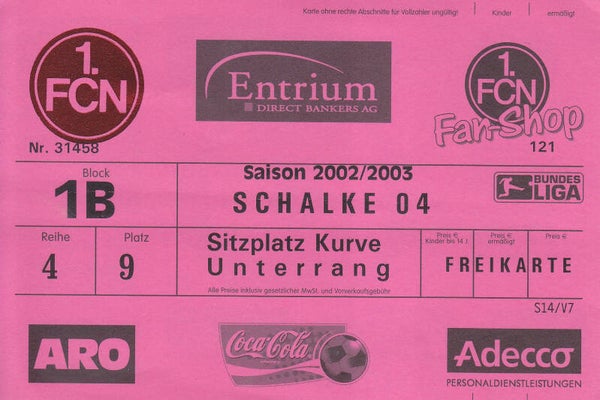 Karte ohne rechte Abschnitte für Vollzahler ungültig!
Kinder
ermäßigt
1.
FCN
Entrium
DIRECT BANKERS AG
1.
FCN
Fan-Shop
Nr. 31458
121
Block
1B
Saison 2002/2003
SCHALKE 04
BUNDES
LIGA
Reihe
4
Platz
9
Sitzplatz Kurve
Unterrang
Alle Preise inklusiv gesetzlicher MwSt. und Vorverkaufsgebühr
Preis €
Kinder bis 14 J.
Preis €
ermäßigt
Preis €
FREIKARTE
S14/V7
ARO
Coca-Cola
Adecco
PERSONALDIENSTLEISTUNGEN